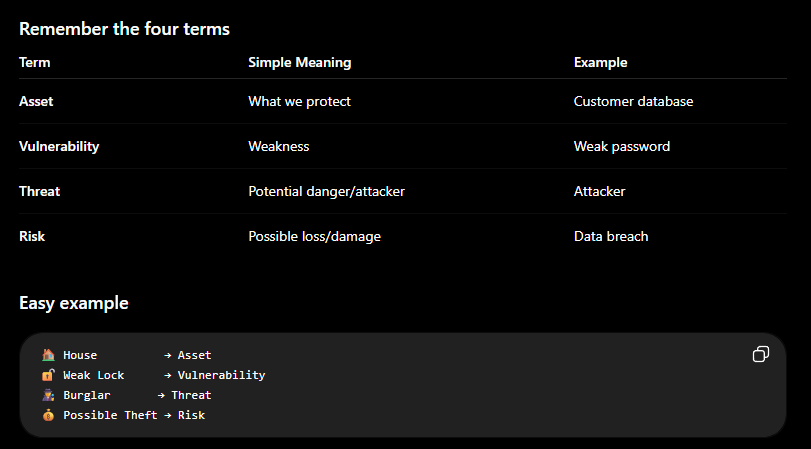 Remember the four terms
Term Simple Meaning Example
Asset What we protect Customer database
Vulnerability Weakness Weak password
Threat Potential danger/attacker Attacker
Risk Possible loss/damage Data breach
Easy example
🏠 House → Asset
🔓 Weak Lock → Vulnerability
🕵️ Burglar → Threat
💰 Possible Theft → Risk